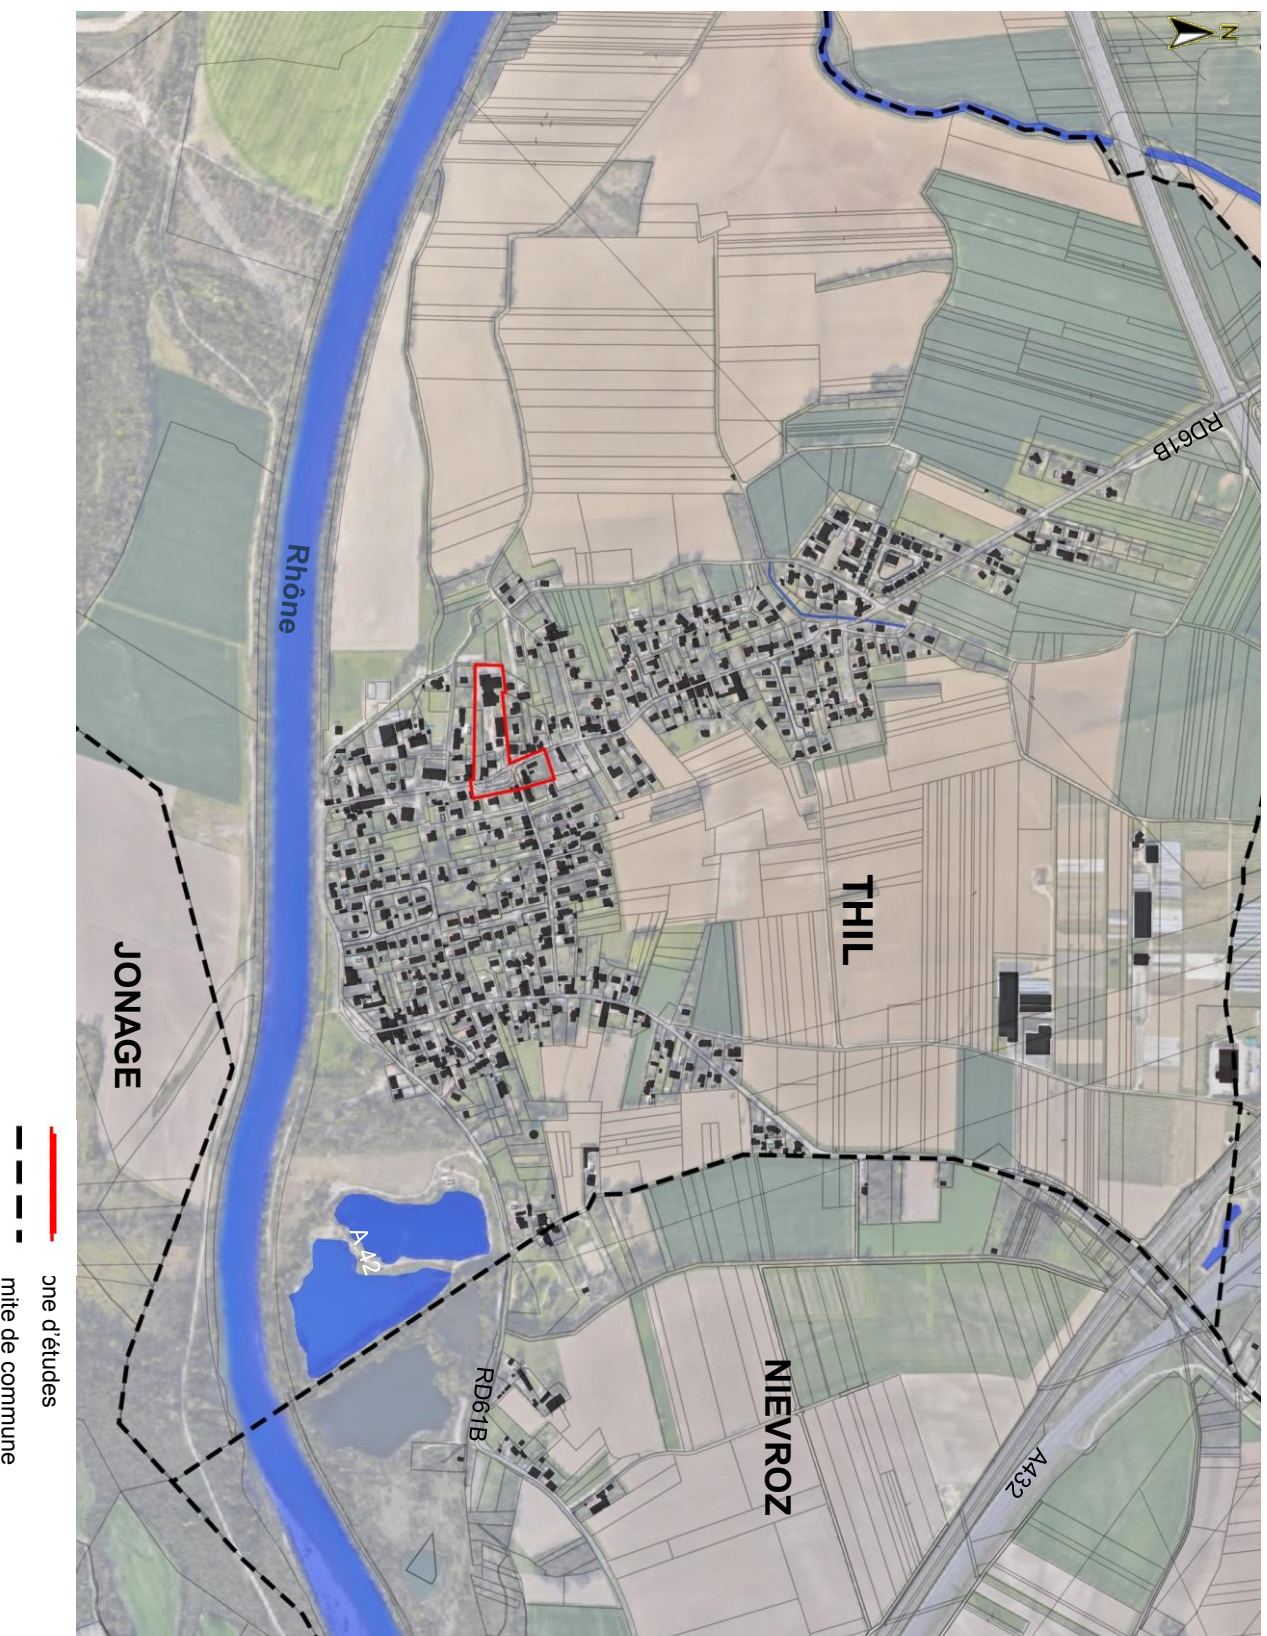 N
RD61B
THIL
Rhône
JONAGE
A 42
RD61B
NIEVROZ
A432
one d'études
mite de commune